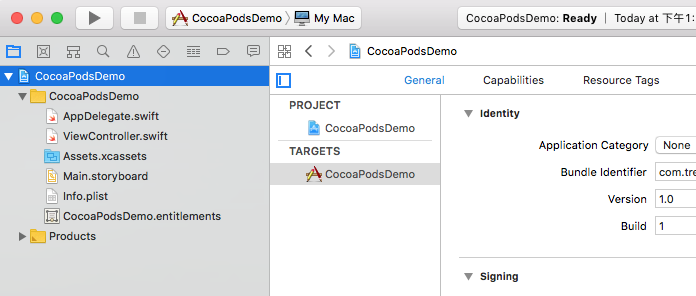 CocoaPodsDemo
My Mac
CocoaPodsDemo: Ready
Today at 下午1:
CocoaPodsDemo
CocoaPodsDemo
AppDelegate.swift
ViewController.swift
Assets.xcassets
Main.storyboard
Info.plist
CocoaPodsDemo.entitlements
Products
CocoaPodsDemo
General
Capabilities
Resource Tags
PROJECT
CocoaPodsDemo
TARGETS
CocoaPodsDemo
Identity
Application Category None
Bundle Identifier com.tre
Version 1.0
Build 1
Signing